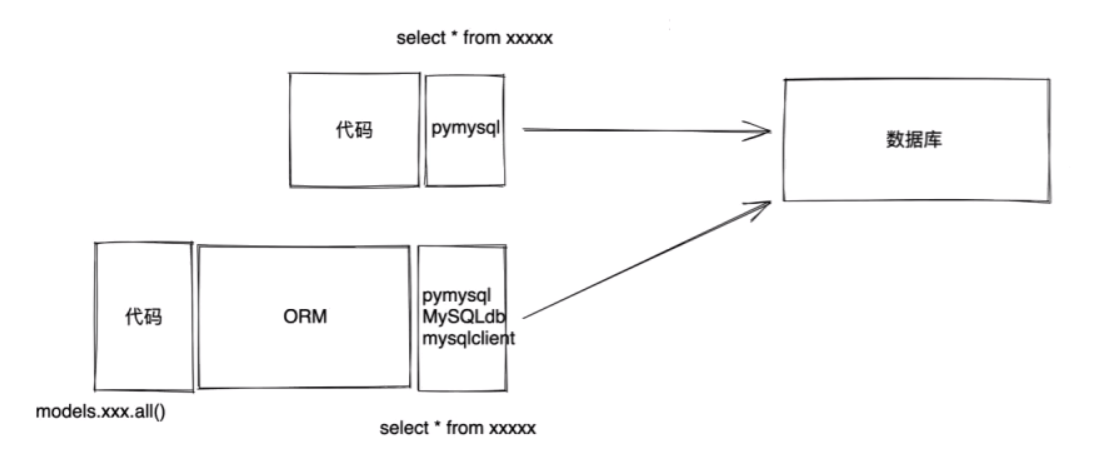 select * from xxxxx
代码
pymysql
数据库
代码
ORM
pymysql
MySQLdb
mysqlclient
models.xxx.all()
select * from xxxxx